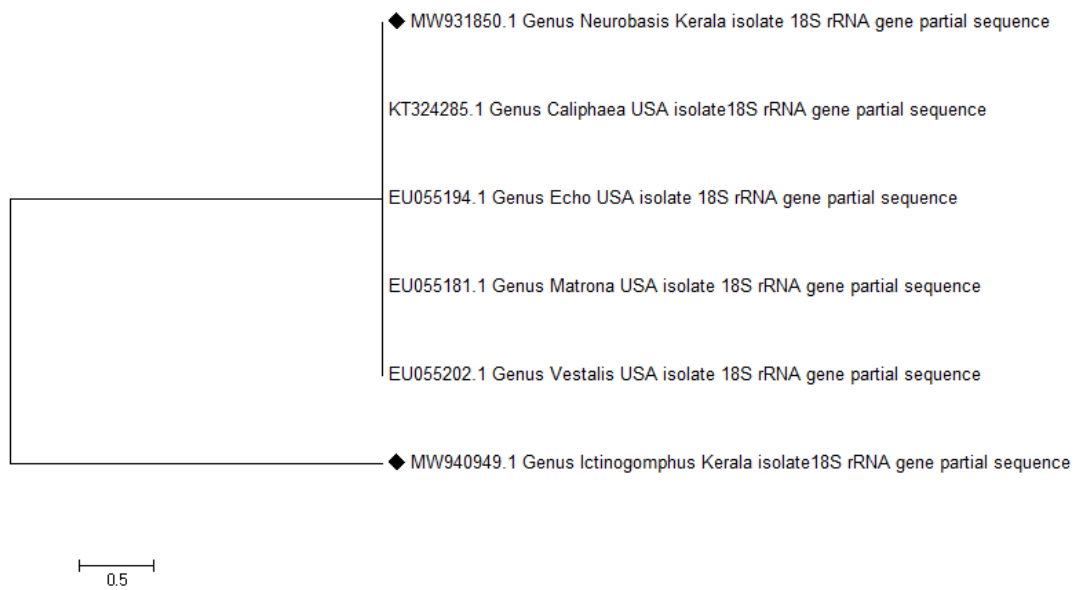 MW931850.1 Genus Neurobasis Kerala isolate 18S rRNA gene partial sequence
KT324285.1 Genus Caliphaea USA isolate18S rRNA gene partial sequence
EU055194.1 Genus Echo USA isolate 18S rRNA gene partial sequence
EU055181.1 Genus Matrona USA isolate 18S rRNA gene partial sequence
EU055202.1 Genus Vestalis USA isolate 18S rRNA gene partial sequence
MW940949.1 Genus Ictinogomphus Kerala isolate18S rRNA gene partial sequence
0.5